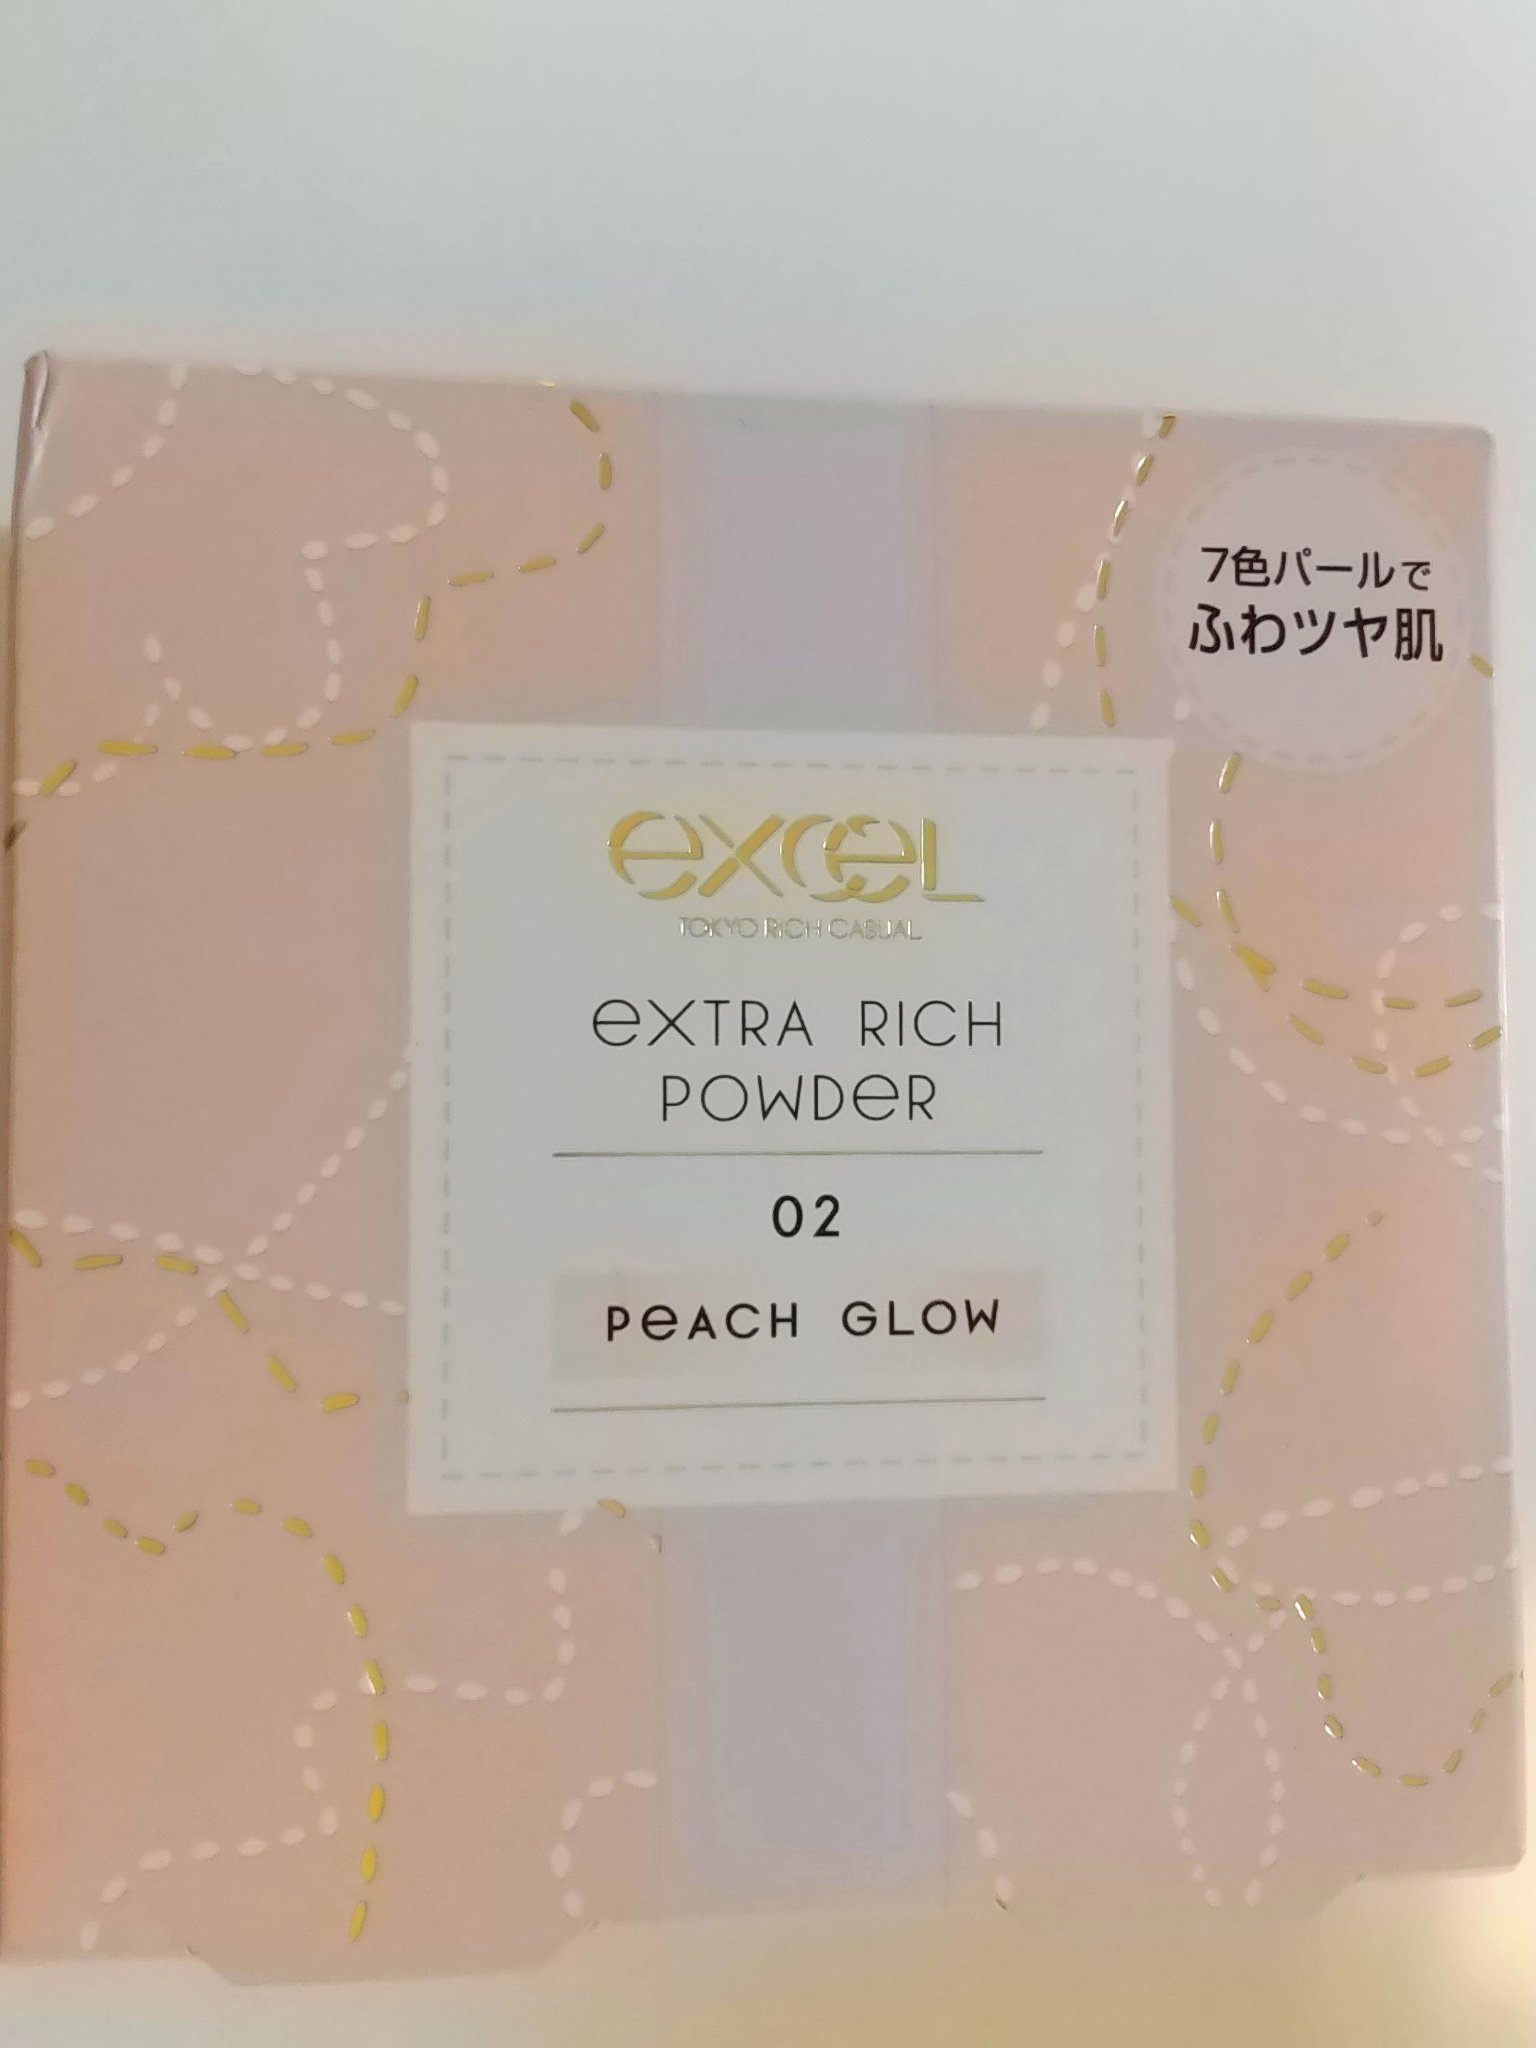 7色パールで
ふわツヤ肌
excel
TOKYO RICH CASUAL
EXTRA RICH
POWDER
02
PEACH GLOW